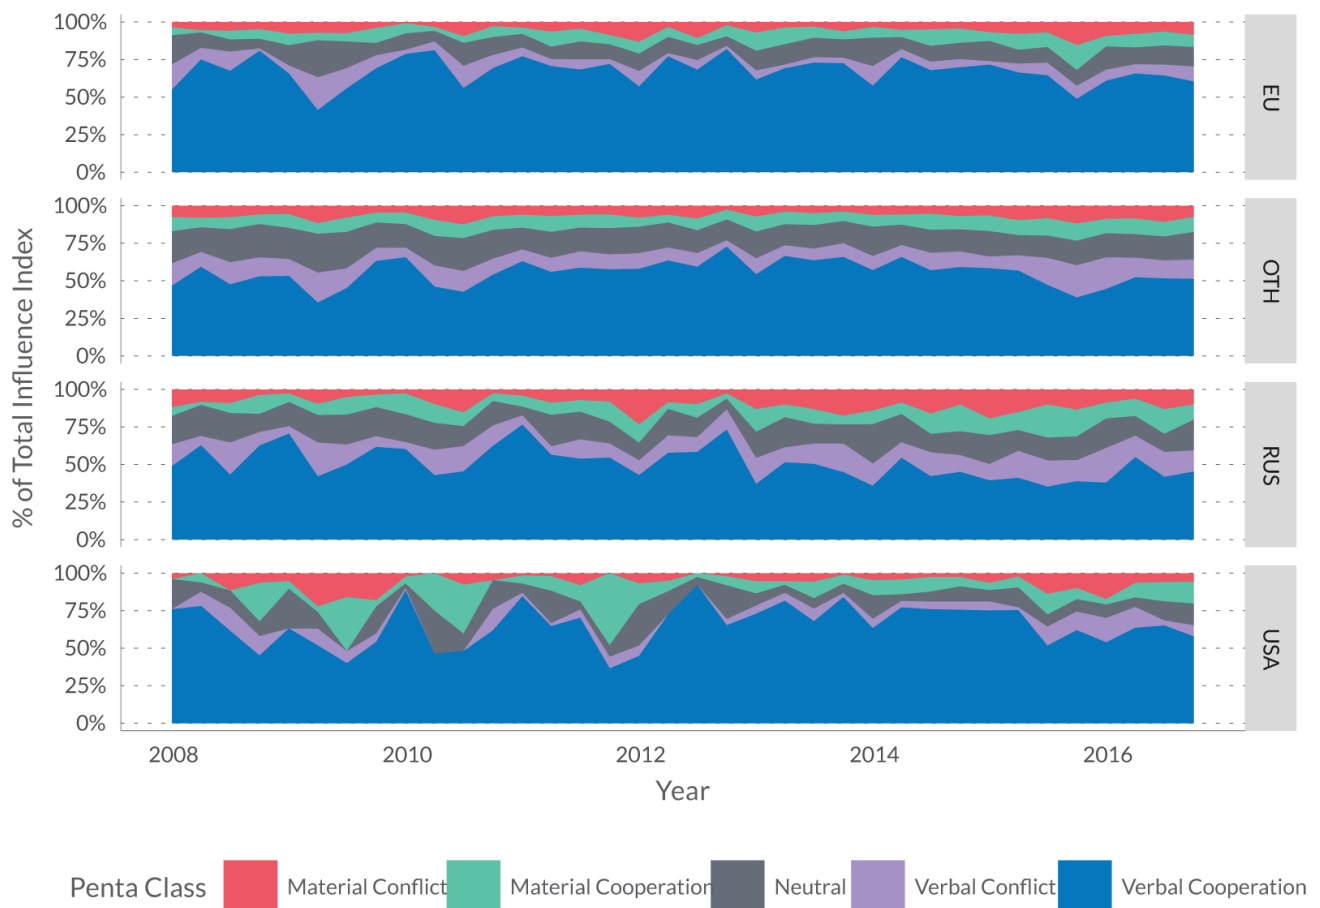 % of Total Influence Index
100%
75%
50%
25%
0%
EU
100%
75%
50%
25%
0%
OTH
100%
75%
50%
25%
0%
RUS
100%
75%
50%
25%
0%
USA
2008 2010 2012 2014 2016
Year
Penta Class Material Conflict Material Cooperation Neutral Verbal Conflict Verbal Cooperation